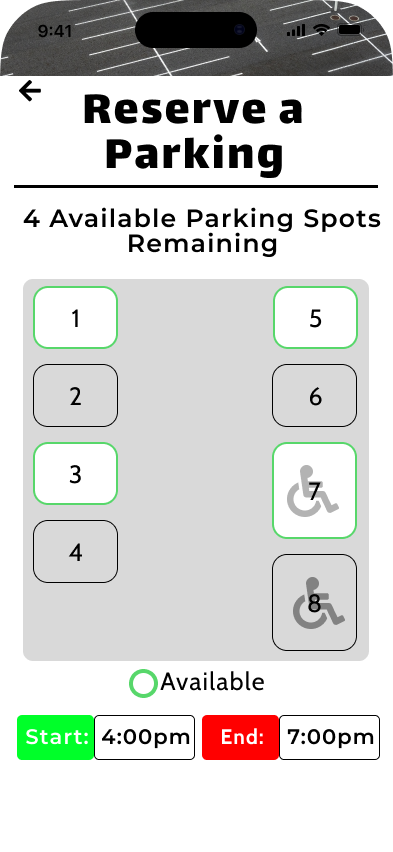 9:41
Reserve a
Parking
4 Available Parking Spots
Remaining
1
5
2
6
3
7
4
8
Available
Start: 4:00pm End: 7:00pm